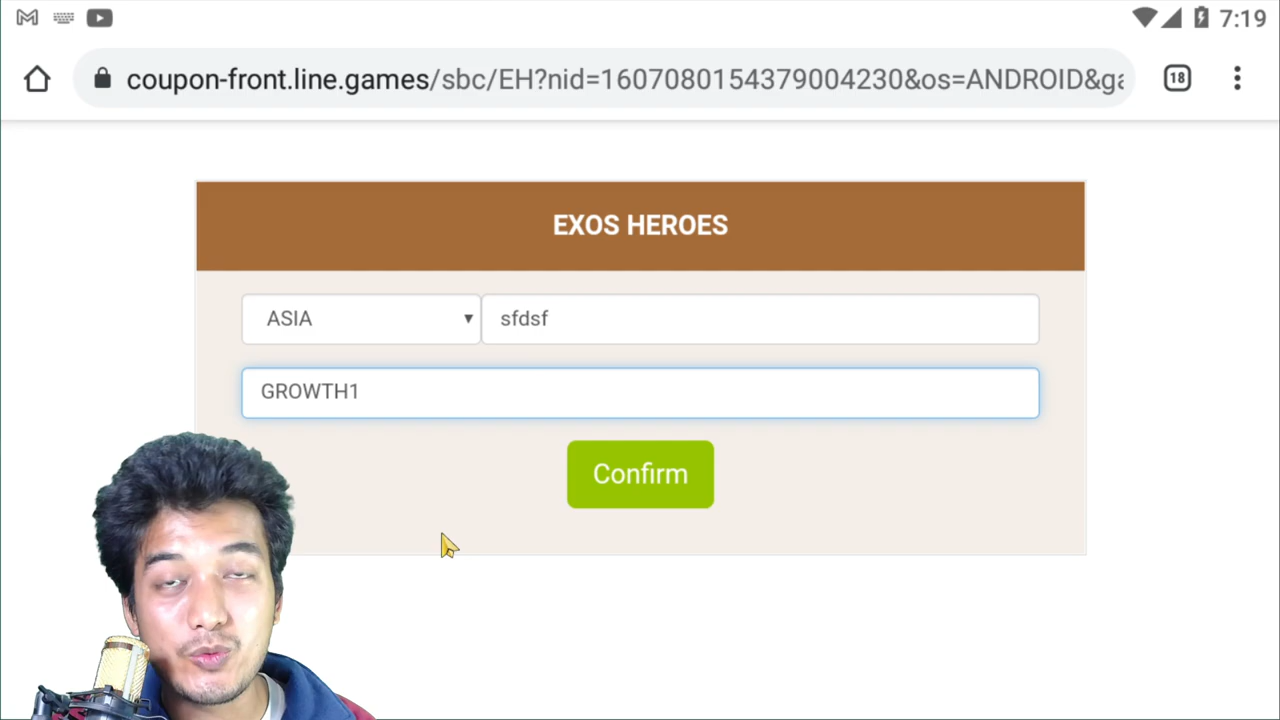 7:19
coupon-front.line.games/sbc/EH?nid=1607080154379004230&os=ANDROID&ga
18
EXOS HEROES
ASIA
sfdsf
GROWTH1
Confirm